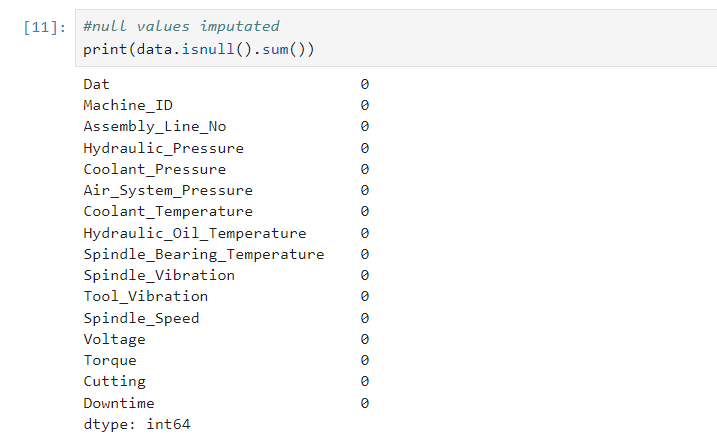 [11]: #null values imputated
print(data.isnull().sum())
Dat 0
Machine_ID 0
Assembly_Line_No 0
Hydraulic_Pressure 0
Coolant_Pressure 0
Air_System_Pressure 0
Coolant_Temperature 0
Hydraulic_Oil_Temperature 0
Spindle_Bearing_Temperature 0
Spindle_Vibration 0
Tool_Vibration 0
Spindle_Speed 0
Voltage 0
Torque 0
Cutting 0
Downtime 0
dtype: int64